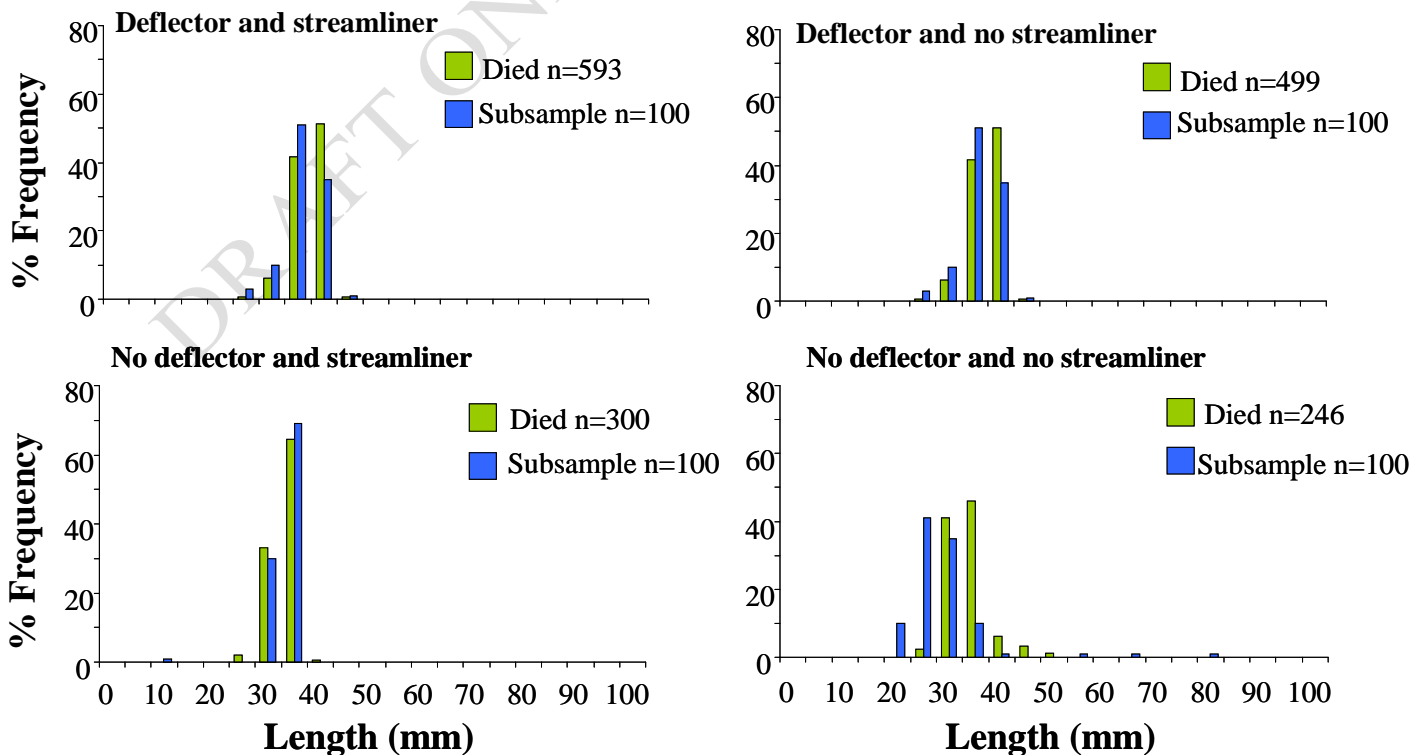 Deflector and streamliner
80
60
40
20
0
% Frequency
Died n=593
Subsample n=100
Deflector and no streamliner
80
60
40
20
0
Died n=499
Subsample n=100
No deflector and streamliner
80
60
40
20
0
% Frequency
Died n=300
Subsample n=100
0 10 20 30 40 50 60 70 80 90 100
Length (mm)
No deflector and no streamliner
80
60
40
20
0
Died n=246
Subsample n=100
0 10 20 30 40 50 60 70 80 90 100
Length (mm)
DRAFT ON